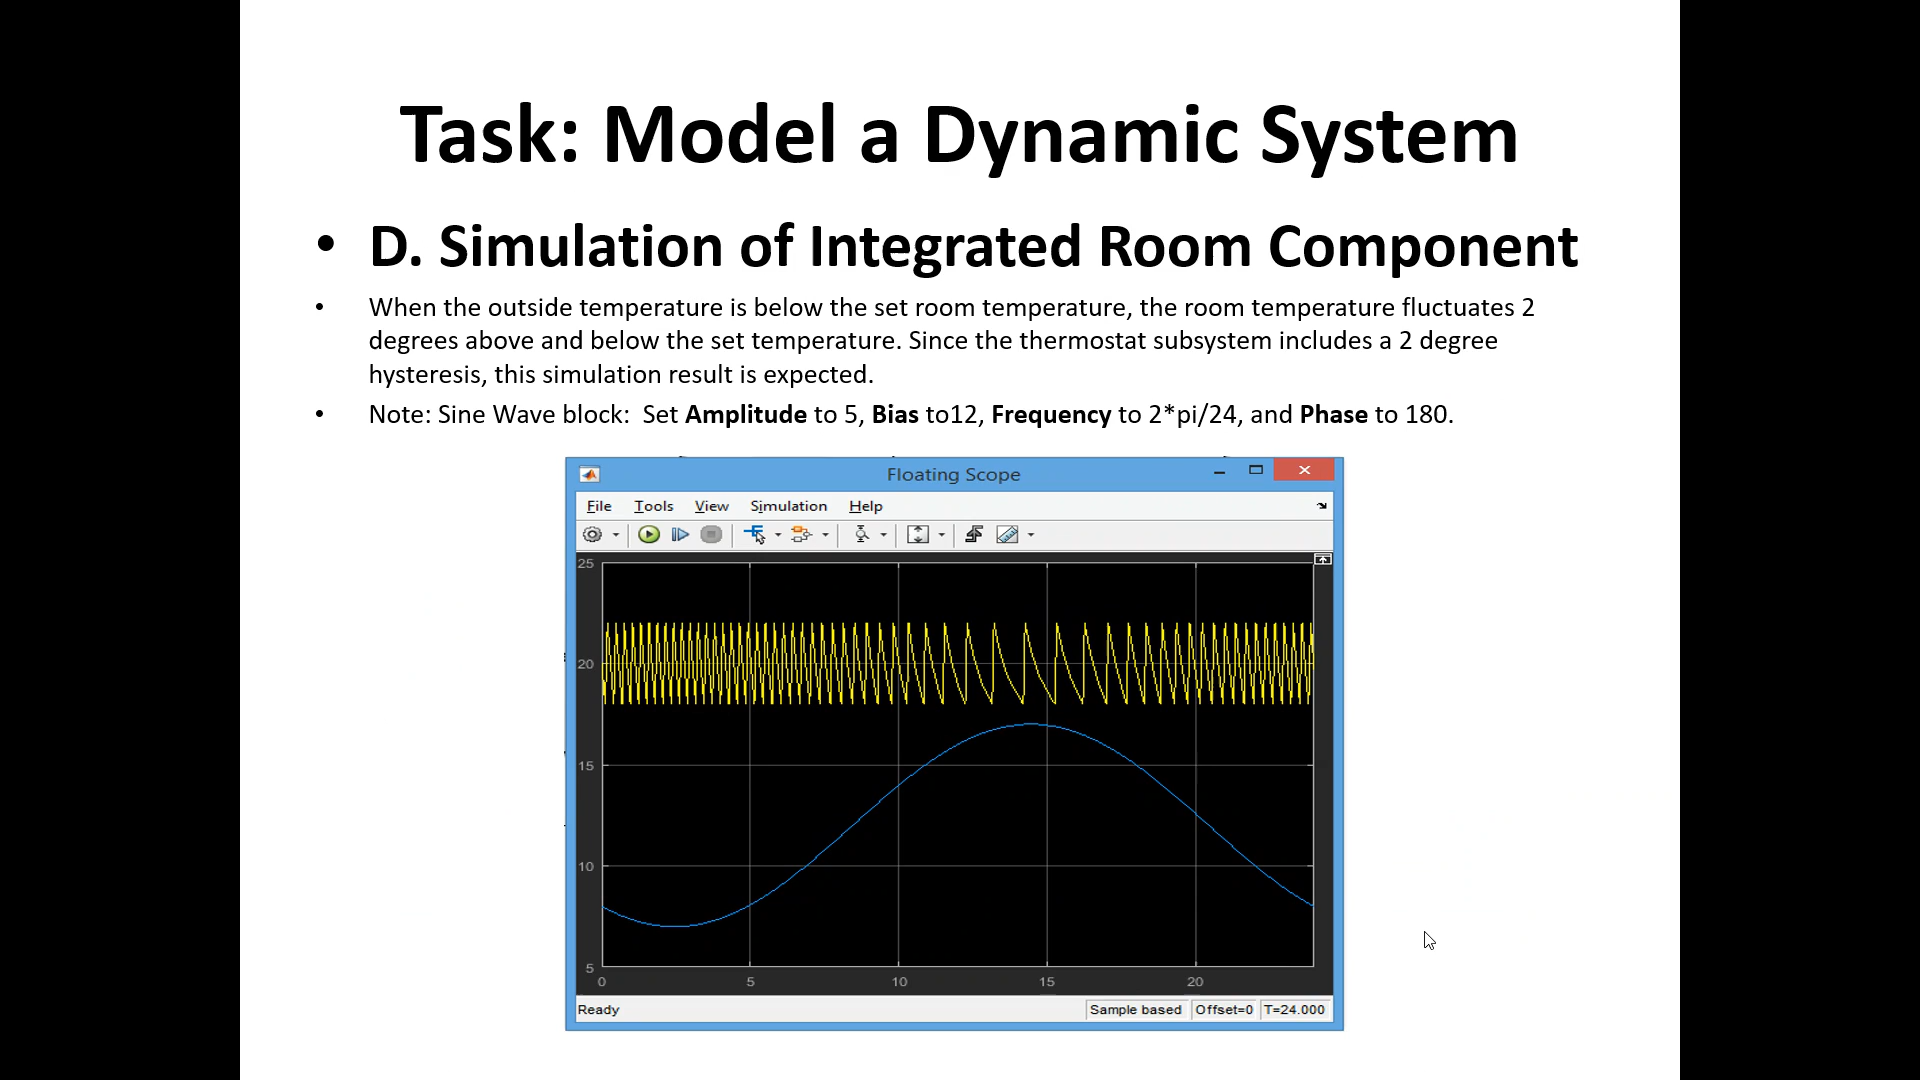 Task: Model a Dynamic System
• D. Simulation of Integrated Room Component
• When the outside temperature is below the set room temperature, the room temperature fluctuates 2
degrees above and below the set temperature. Since the thermostat subsystem includes a 2 degree
hysteresis, this simulation result is expected.
• Note: Sine Wave block:  Set Amplitude to 5, Bias to12, Frequency to 2*pi/24, and Phase to 180.
Floating Scope
File Tools View Simulation Help
25
20
15
10
5
0 5 10 15 20
Ready Sample based Offset=0 T=24.000